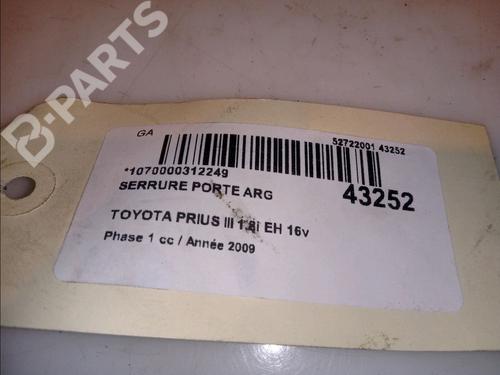 B-PARTS
GA
52722001 43252
*1070000312249
SERRURE PORTE ARG
43252
TOYOTA PRIUS III 1.8i EH 16v
Phase 1 cc / Année 2009